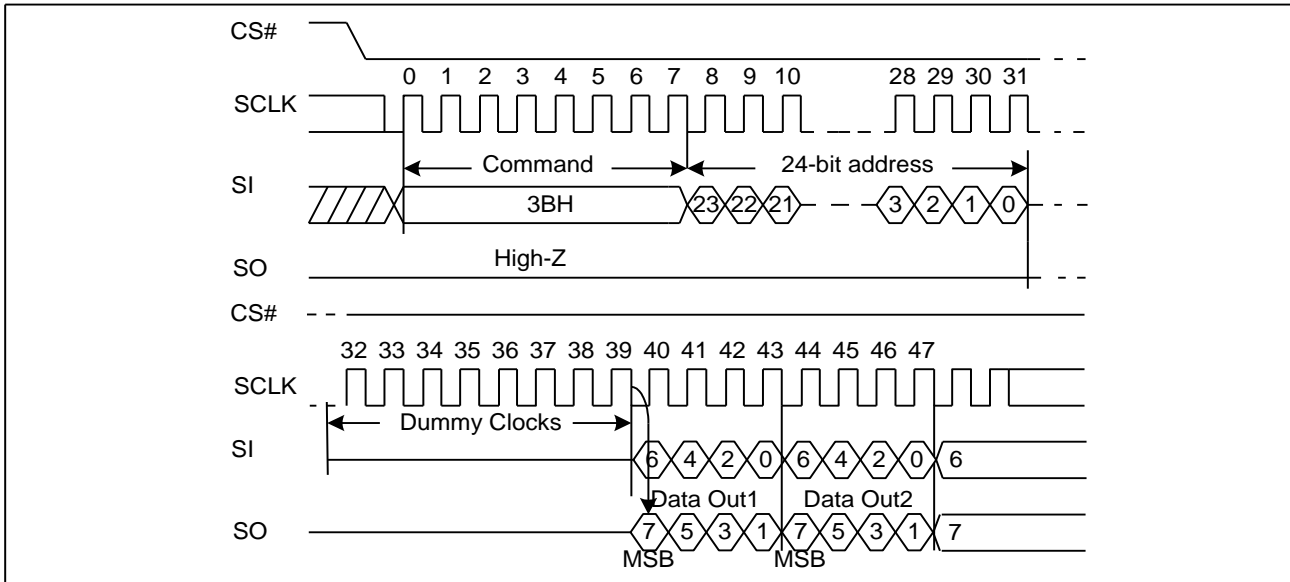 CS#
0 1 2 3 4 5 6 7 8 9 10 28 29 30 31
SCLK
Command 24-bit address
SI
3BH 23 22 21 3 2 1 0
High-Z
SO
CS#
32 33 34 35 36 37 38 39 40 41 42 43 44 45 46 47
SCLK
Dummy Clocks
SI
6 4 2 0 6 4 2 0 6
Data Out1 Data Out2
SO
7 5 3 1 7 5 3 1 7
MSB MSB